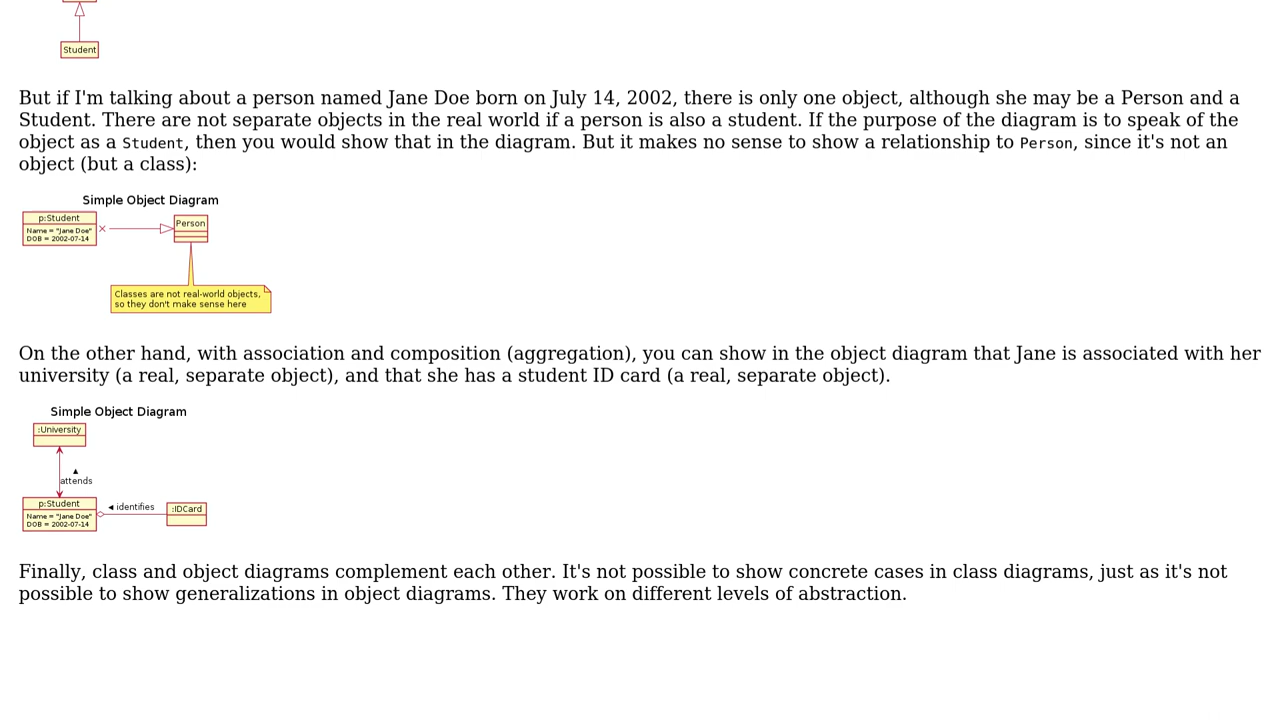 Student
But if I'm talking about a person named Jane Doe born on July 14, 2002, there is only one object, although she may be a Person and a
Student. There are not separate objects in the real world if a person is also a student. If the purpose of the diagram is to speak of the
object as a Student, then you would show that in the diagram. But it makes no sense to show a relationship to Person, since it's not an
object (but a class):
Simple Object Diagram
p:Student
Name = "Jane Doe"
DOB = 2002-07-14
Person
Classes are not real-world objects,
so they don't make sense here
On the other hand, with association and composition (aggregation), you can show in the object diagram that Jane is associated with her
university (a real, separate object), and that she has a student ID card (a real, separate object).
Simple Object Diagram
:University
▲
attends
p:Student
Name = "Jane Doe"
DOB = 2002-07-14
◄ identifies
:IDCard
Finally, class and object diagrams complement each other. It's not possible to show concrete cases in class diagrams, just as it's not
possible to show generalizations in object diagrams. They work on different levels of abstraction.